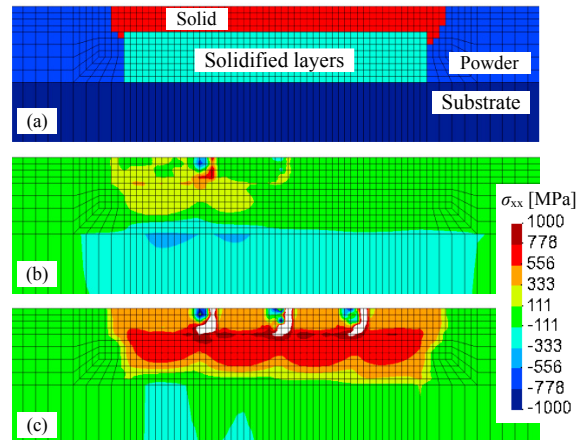 Solid
Solidified layers
Powder
Substrate
(a)
(b)
σxx [MPa]
1000
778
556
333
111
-111
-333
-556
-778
-1000
(c)